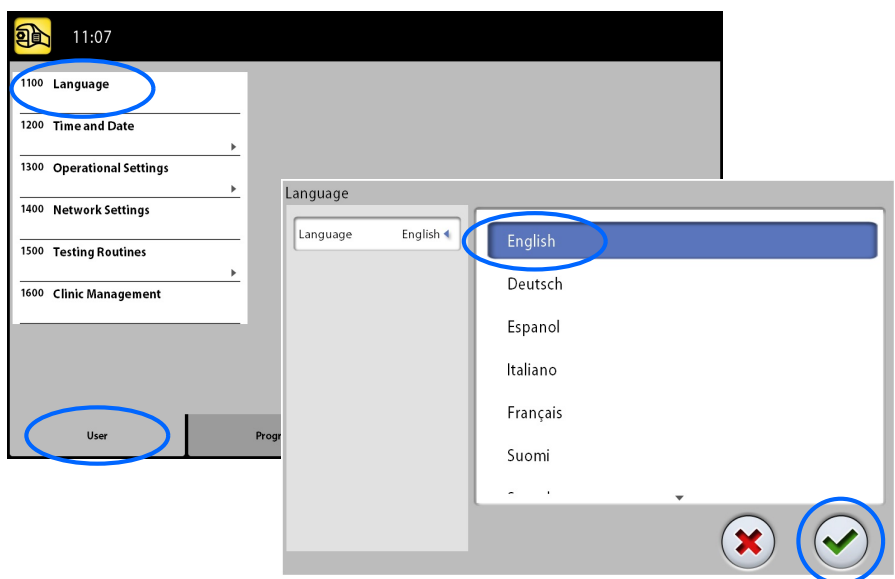 11:07
1100 Language
1200 Time and Date
1300 Operational Settings
1400 Network Settings
1500 Testing Routines
1600 Clinic Management
User
Progr
Language
Language English
English
Deutsch
Espanol
Italiano
Français
Suomi